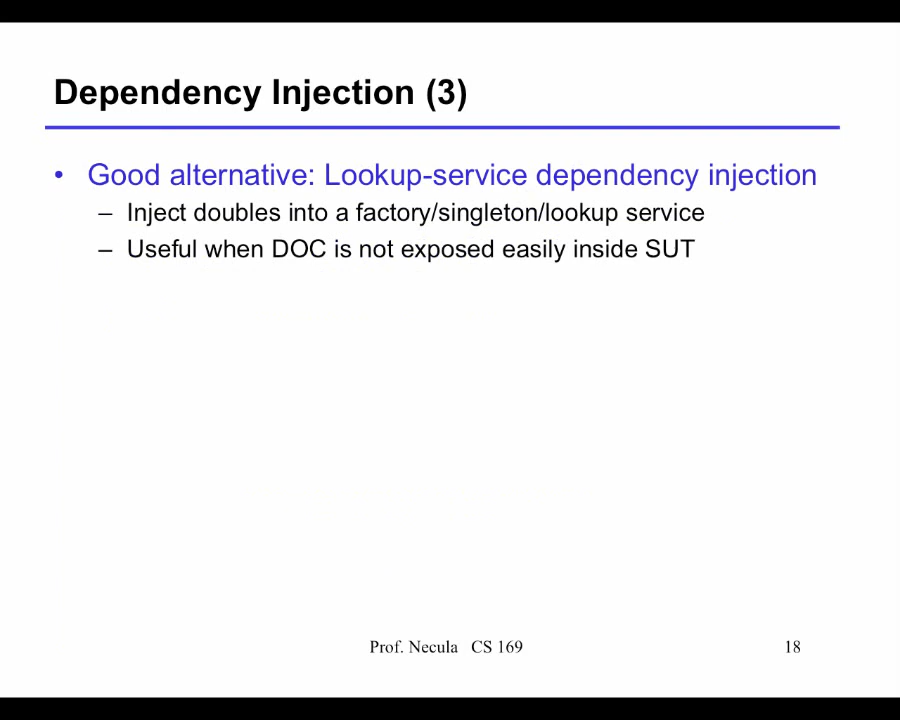 Dependency Injection (3)
• Good alternative: Lookup-service dependency injection
– Inject doubles into a factory/singleton/lookup service
– Useful when DOC is not exposed easily inside SUT
Prof. Necula CS 169
18